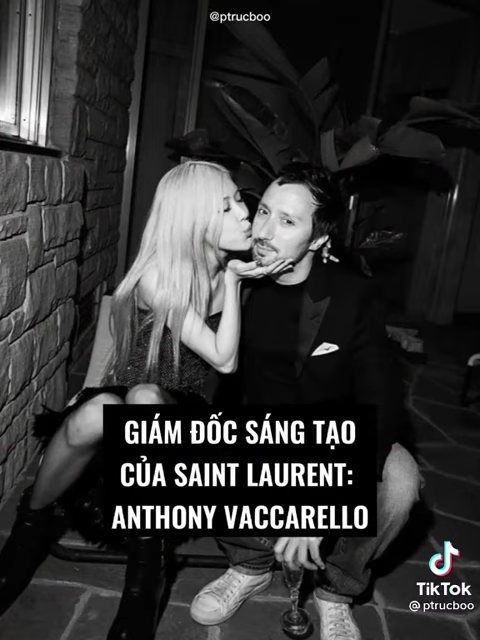 @ptrucboo
GIÁM ĐỐC SÁNG TẠO
CỦA SAINT LAURENT:
ANTHONY VACCARELLO
TikTok
@ptrucboo